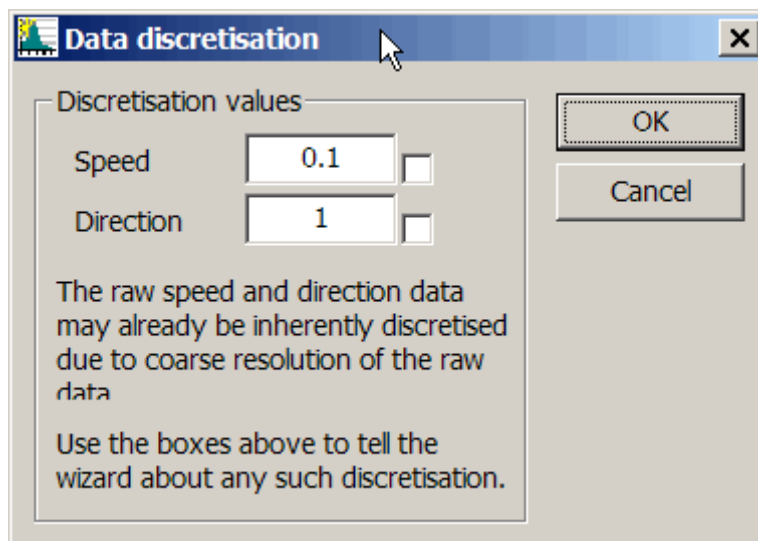 Data discretisation
Discretisation values
Speed 0.1
Direction 1
The raw speed and direction data
may already be inherently discretised
due to coarse resolution of the raw
data
Use the boxes above to tell the
wizard about any such discretisation.
OK
Cancel